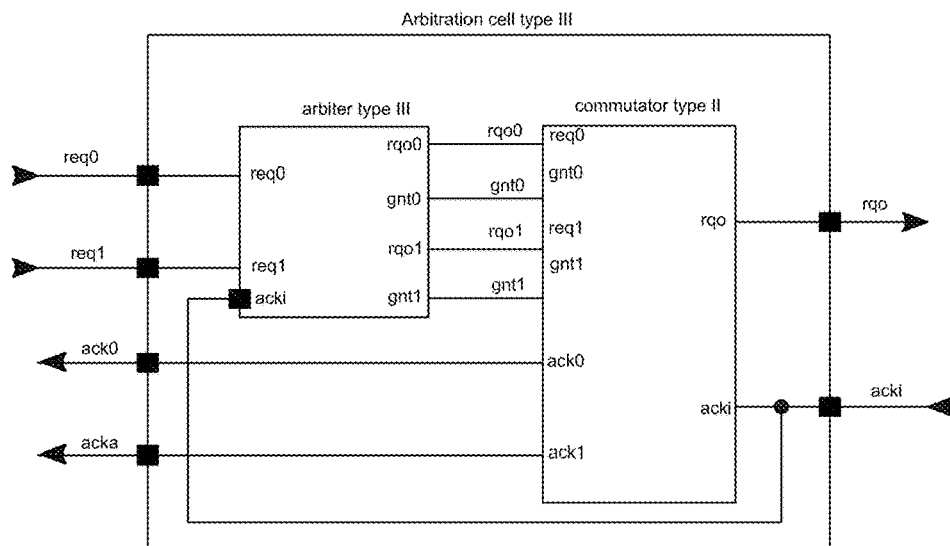 Arbitration cell type III
arbiter type III
commutator type II
req0
req0
rqo0
rqo0
req0
gnt0
gnt0
gnt0
req1
req1
rqo1
rqo1
req1
gnt1
gnt1
gnt1
acki
rqo
rqo
ack0
ack0
acki
acki
acka
ack1